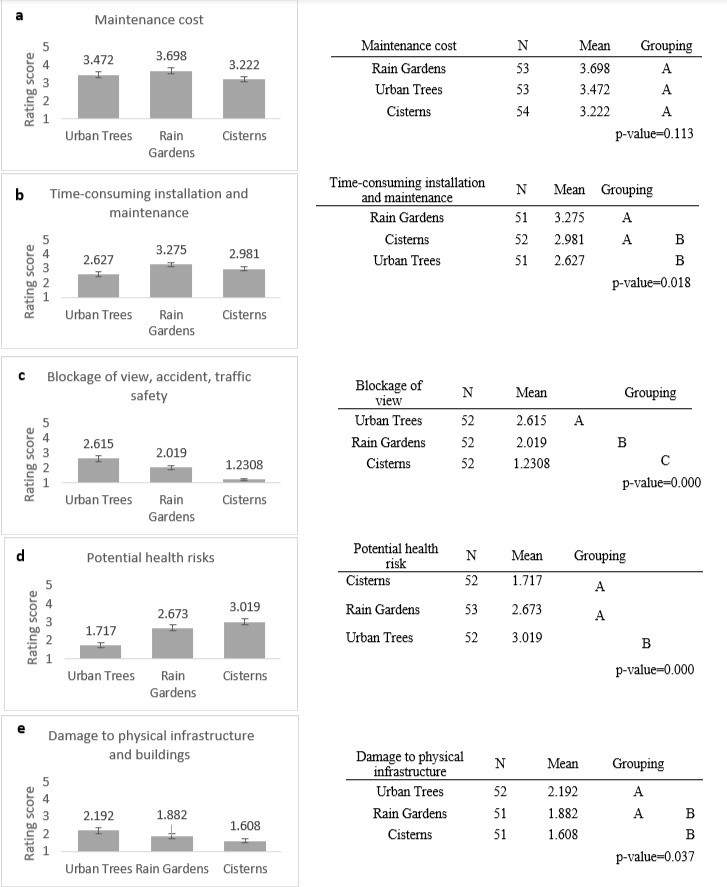 a
Maintenance cost
Rating score
5
4
3
2
1
3.472
3.698
3.222
Urban Trees
Rain
Gardens
Cisterns
Maintenance cost N Mean Grouping
Rain Gardens 53 3.698 A
Urban Trees 53 3.472 A
Cisterns 54 3.222 A
p-value=0.113
b
Time-consuming installation and
maintenance
Rating score
5
4
3
2
1
2.627
3.275
2.981
Urban Trees
Rain
Gardens
Cisterns
Time-consuming installation
and maintenance N Mean Grouping
Rain Gardens 51 3.275 A
Cisterns 52 2.981 A B
Urban Trees 51 2.627 B
p-value=0.018
c
Blockage of view, accident, traffic
safety
Rating score
5
4
3
2
1
2.615
2.019
1.2308
Urban Trees
Rain
Gardens
Cisterns
Blockage of
view N Mean Grouping
Urban Trees 52 2.615 A
Rain Gardens 52 2.019 B
Cisterns 52 1.2308 C
p-value=0.000
d
Potential health risks
Rating score
5
4
3
2
1
1.717
2.673
3.019
Urban Trees
Rain
Gardens
Cisterns
Potential health
risk N Mean Grouping
Cisterns 52 1.717 A
Rain Gardens 53 2.673 A
Urban Trees 52 3.019 B
p-value=0.000
e
Damage to physical infrastructure
and buildings
Rating score
5
4
3
2
1
2.192
1.882
1.608
Urban Trees
Rain Gardens
Cisterns
Damage to physical
infrastructure N Mean Grouping
Urban Trees 52 2.192 A
Rain Gardens 51 1.882 A B
Cisterns 51 1.608 B
p-value=0.037